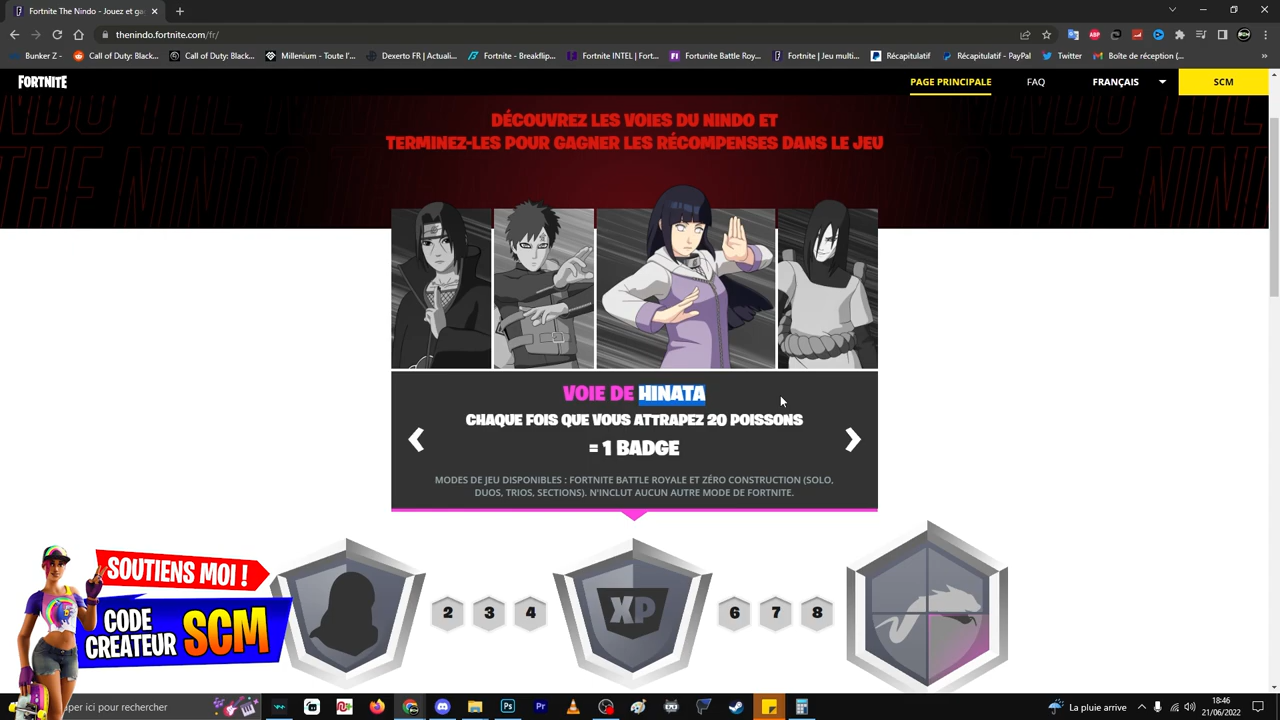 Fortnite The Nindo - Jouez et ga
thenindo.fortnite.com/fr/
Bunker Z -
Call of Duty: Black...
Call of Duty: Black...
Millenium - Toute l'...
Dexerto FR | Actuali...
Fortnite - Breakflip...
Fortnite INTEL | Fort...
Fortunite Battle Roy...
Fortnite | Jeu multi...
Récapitulatif
Récapitulatif - PayPal
Twitter
Boîte de réception (...
FORTNITE
PAGE PRINCIPALE
FAQ
FRANÇAIS
SCM
DÉCOUVREZ LES VOIES DU NINDO ET
TERMINEZ-LES POUR GAGNER LES RÉCOMPENSES DANS LE JEU
VOIE DE HINATA
CHAQUE FOIS QUE VOUS ATTRAPEZ 20 POISSONS
= 1 BADGE
MODES DE JEU DISPONIBLES : FORTNITE BATTLE ROYALE ET ZÉRO CONSTRUCTION (SOLO,
DUOS, TRIOS, SECTIONS). N'INCLUT AUCUN AUTRE MODE DE FORTNITE.
2 3 4
XP
6 7 8
SOUTIENS MOI !
CODE
CREATEUR SCM
per ici pour rechercher
La pluie arrive
18:46
21/06/2022